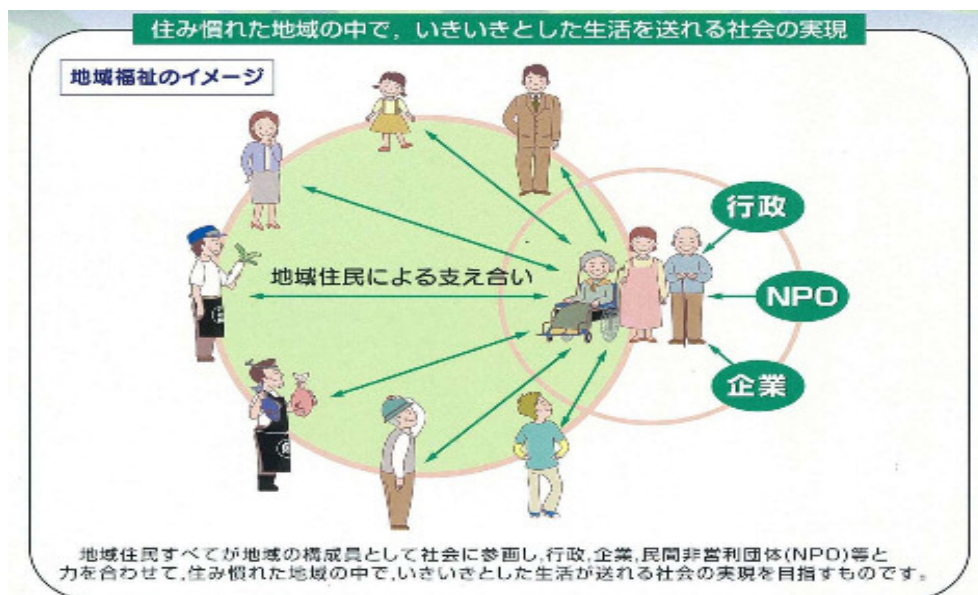 住み慣れた地域の中で，いきいきとした生活を送れる社会の実現
地域福祉のイメージ
行政
地域住民による支え合い
NPO
企業
地域住民すべてが地域の構成員として社会に参画し,行政,企業,民間非営利団体(NPO)等と
力を合わせて,住み慣れた地域の中で,いきいきとした生活が送れる社会の実現を目指すものです。